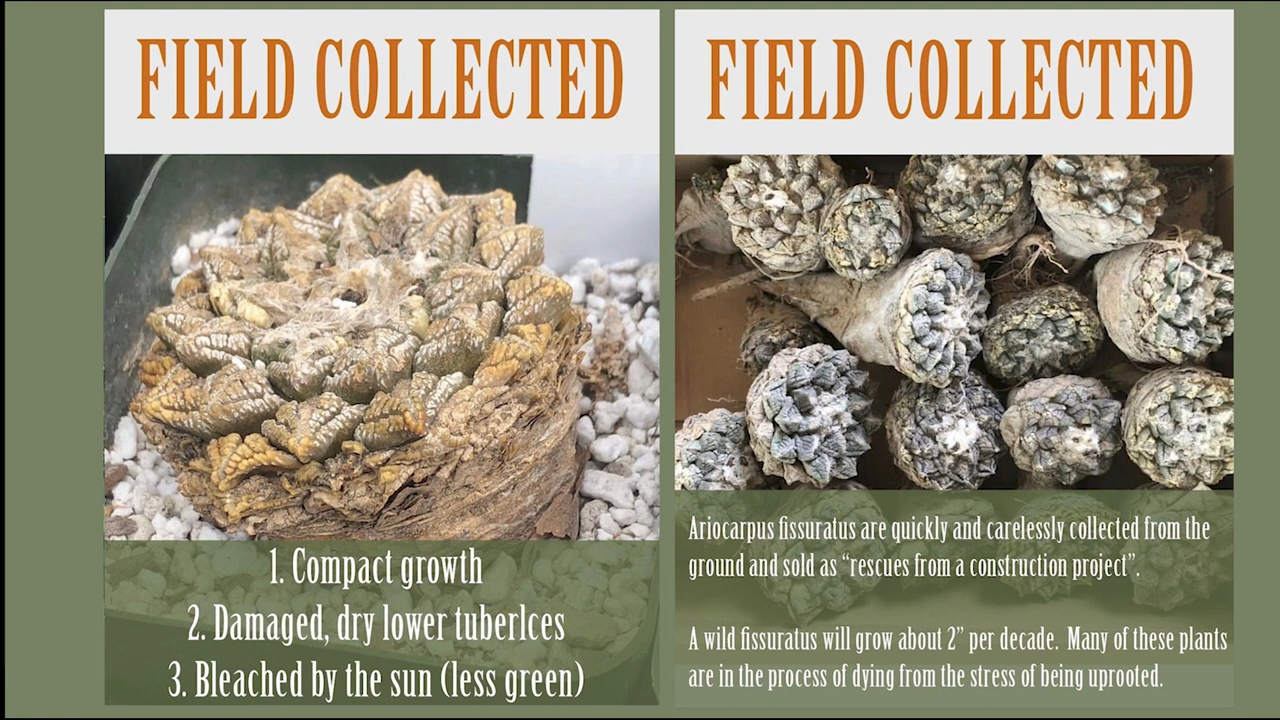 FIELD COLLECTED
1. Compact growth
2. Damaged, dry lower tuberlces
3. Bleached by the sun (less green)
FIELD COLLECTED
Ariocarpus fissuratus are quickly and carelessly collected from the
ground and sold as “rescues from a construction project”.
A wild fissuratus will grow about 2” per decade. Many of these plants
are in the process of dying from the stress of being uprooted.